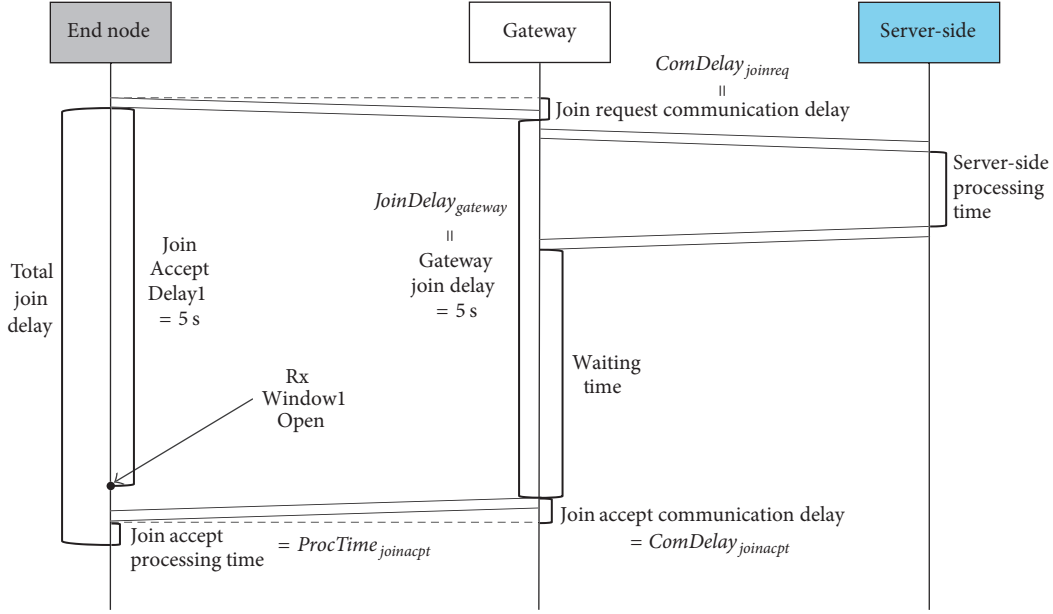 End node
Gateway
Server-side
ComDelay_joinreq
=
Join request communication delay
Server-side
processing
time
JoinDelay_gateway
=
Gateway
join delay
= 5 s
Join
Accept
Delay1
= 5 s
Total
join
delay
Waiting
time
Rx
Window1
Open
Join accept communication delay
= ComDelay_joinacpt
Join accept
processing time
= ProcTime_joinacpt